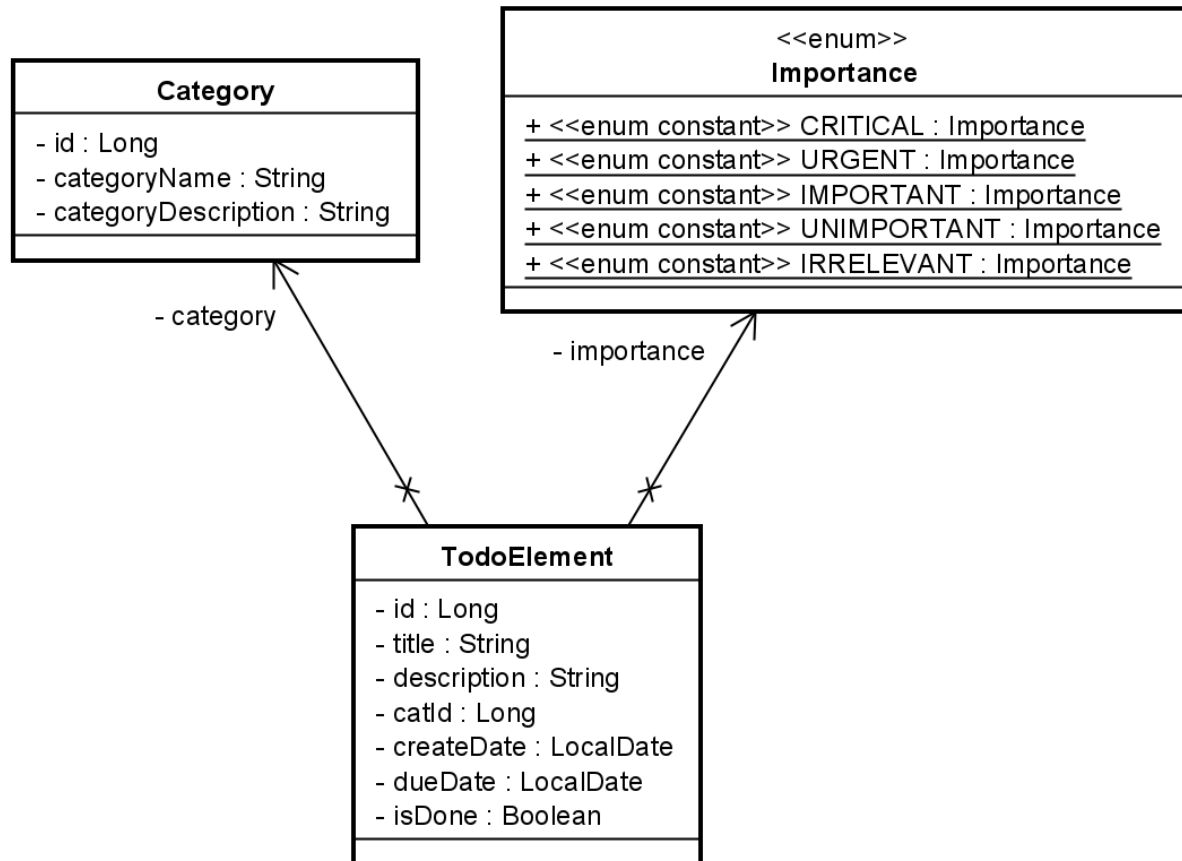 Category
- id : Long
- categoryName : String
- categoryDescription : String
<<enum>>
Importance
+ <<enum constant>> CRITICAL : Importance
+ <<enum constant>> URGENT : Importance
+ <<enum constant>> IMPORTANT : Importance
+ <<enum constant>> UNIMPORTANT : Importance
+ <<enum constant>> IRRELEVANT : Importance
- category
- importance
TodoElement
- id : Long
- title : String
- description : String
- catId : Long
- createDate : LocalDate
- dueDate : LocalDate
- isDone : Boolean